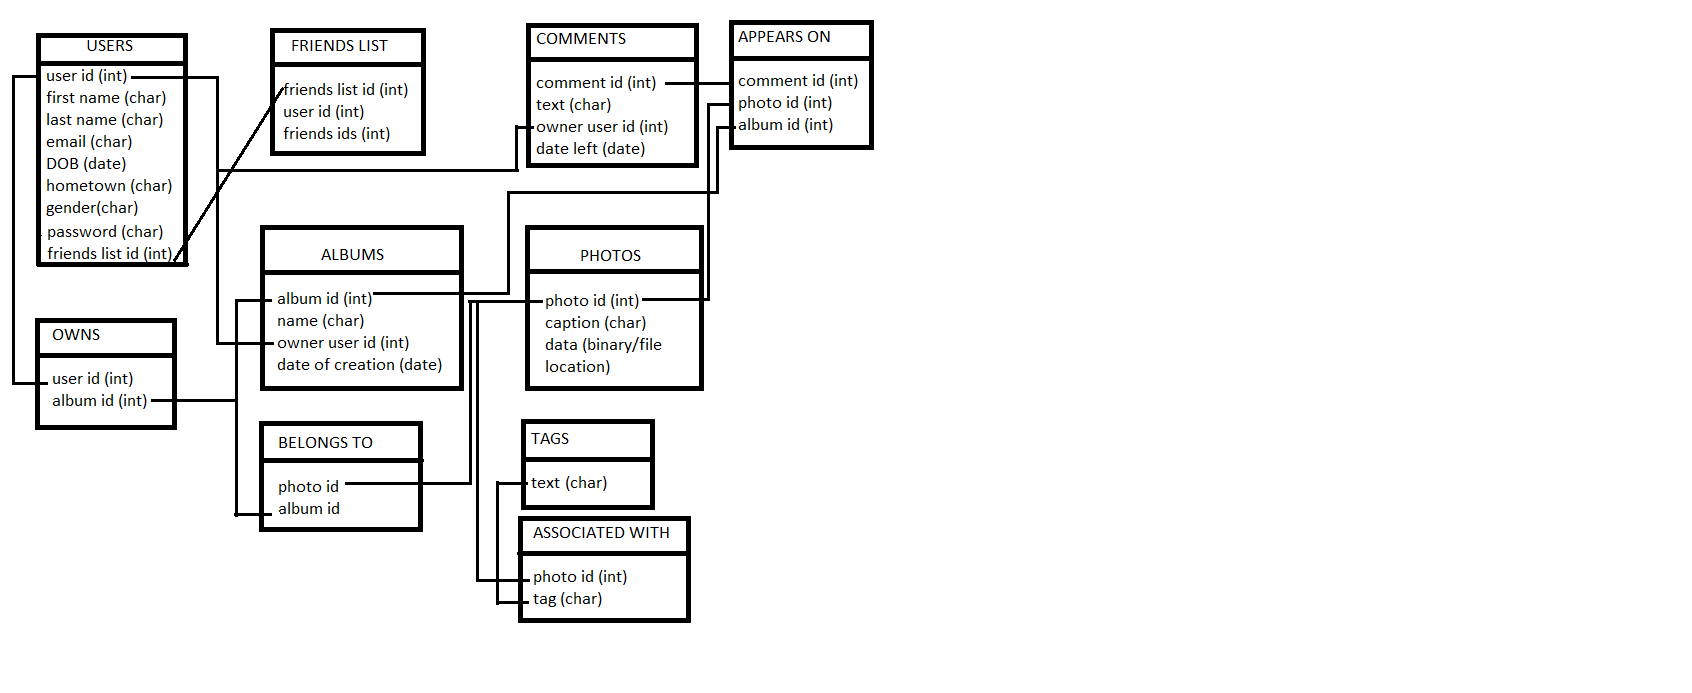 USERS
user id (int)
first name (char)
last name (char)
email (char)
DOB (date)
hometown (char)
gender(char)
password (char)
friends list id (int)
FRIENDS LIST
friends list id (int)
user id (int)
friends ids (int)
COMMENTS
comment id (int)
text (char)
owner user id (int)
date left (date)
APPEARS ON
comment id (int)
photo id (int)
album id (int)
ALBUMS
album id (int)
name (char)
owner user id (int)
date of creation (date)
PHOTOS
photo id (int)
caption (char)
data (binary/file
location)
OWNS
user id (int)
album id (int)
BELONGS TO
photo id
album id
TAGS
text (char)
ASSOCIATED WITH
photo id (int)
tag (char)